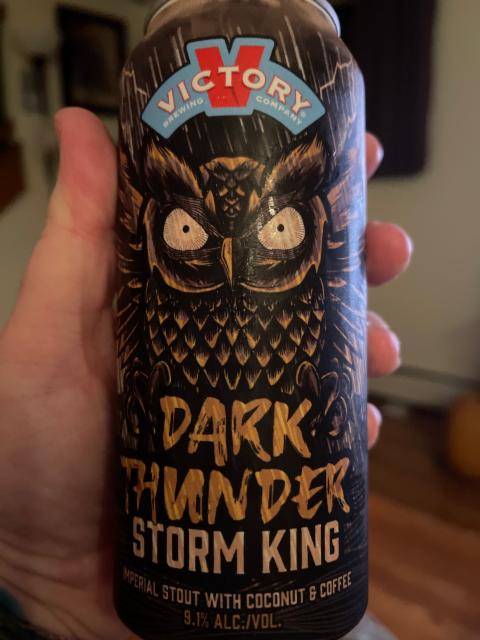 VICTORY
BREWING COMPANY
DARK
THUNDER
STORM KING
IMPERIAL STOUT WITH COCONUT & COFFEE
9.1% ALC./VOL.